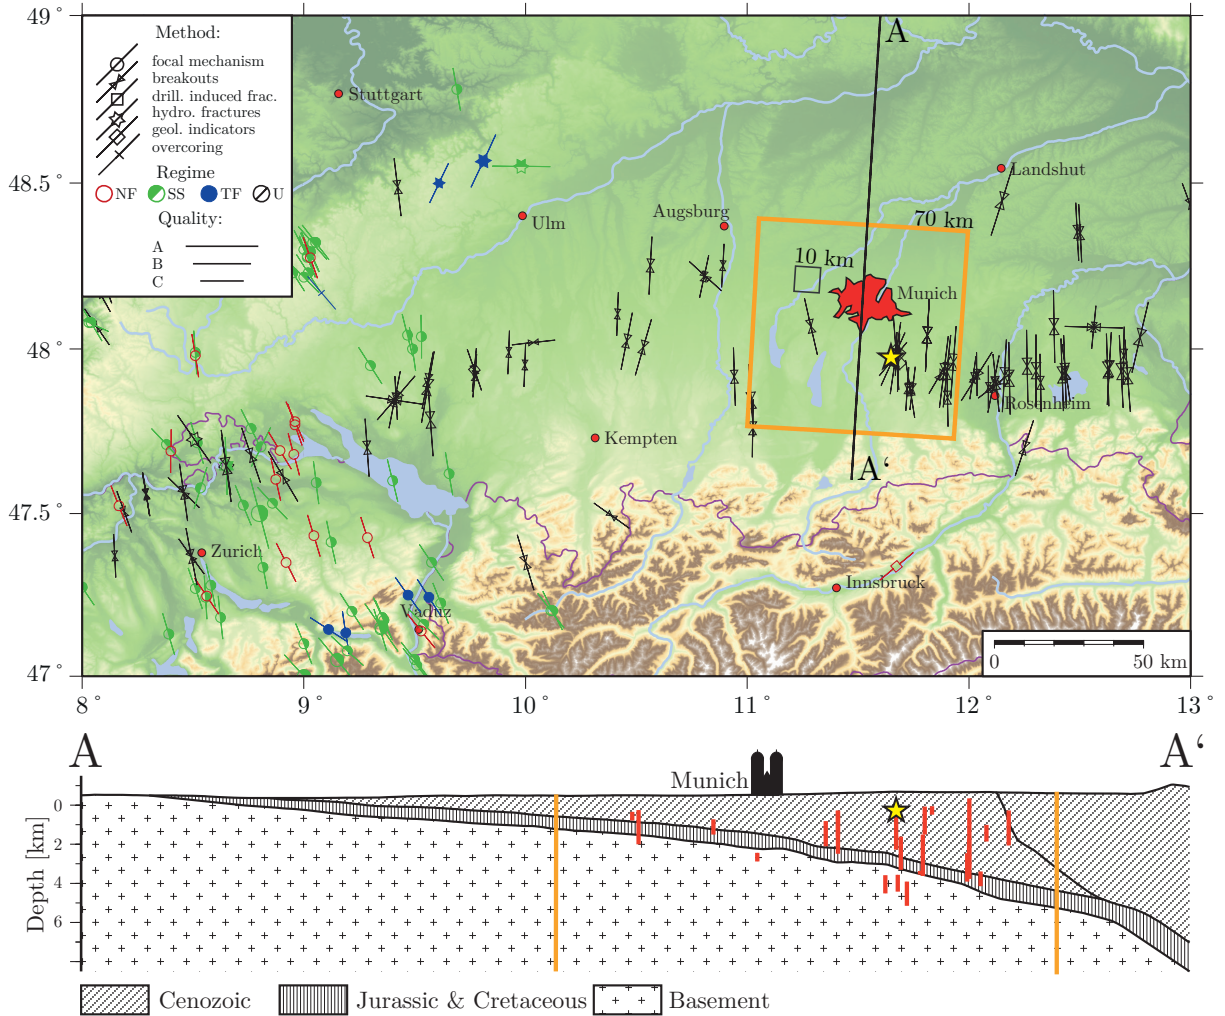 49°
48.5°
48°
47.5°
47°
8°
9°
10°
11°
12°
13°
Method:
focal mechanism
breakouts
drill. induced frac.
hydro. fractures
geol. indicators
overcoring
Regime
NF SS TF U
Quality:
A
B
C
A
Stuttgart
Landshut
Ulm
Augsburg
70 km
10 km
Munich
Rosenheim
Kempten
A‘
Zurich
Innsbruck
Vaduz
0 50 km
A A‘
Munich
Depth [km]
0
2
4
6
Cenozoic Jurassic & Cretaceous Basement